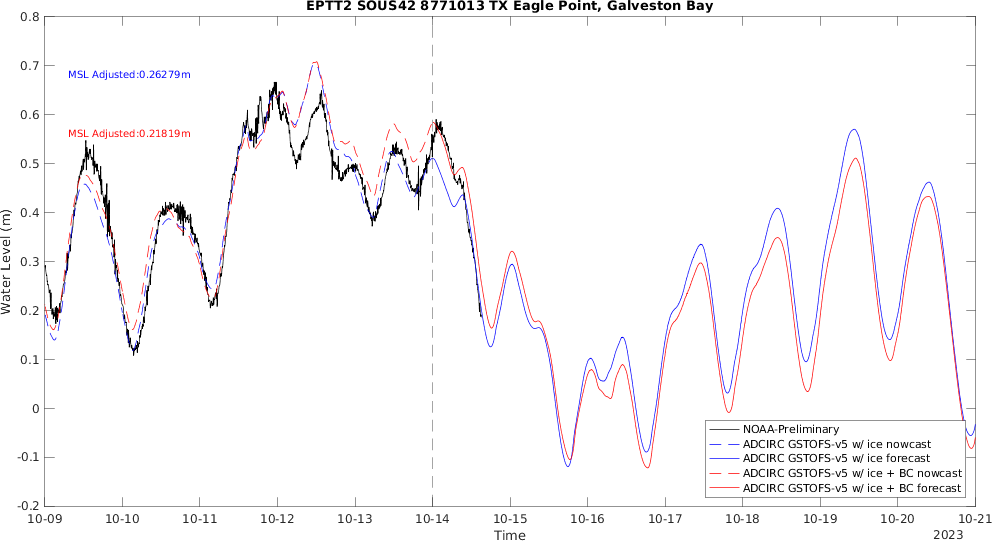 EPTT2 SOUS42 8771013 TX Eagle Point, Galveston Bay
0.8
0.7
0.6
0.5
0.4
0.3
0.2
0.1
0
-0.1
-0.2
Water Level (m)
MSL Adjusted:0.26279m
MSL Adjusted:0.21819m
NOAA-Preliminary
ADCIRC GSTOFS-v5 w/ ice nowcast
ADCIRC GSTOFS-v5 w/ ice forecast
ADCIRC GSTOFS-v5 w/ ice + BC nowcast
ADCIRC GSTOFS-v5 w/ ice + BC forecast
10-09 10-10 10-11 10-12 10-13 10-14 10-15 10-16 10-17 10-18 10-19 10-20 10-21
Time
2023